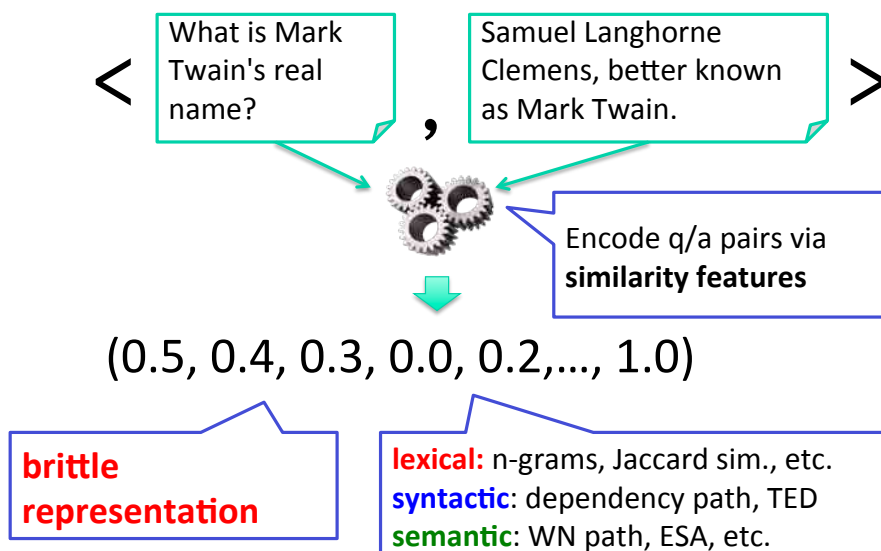 <
What is Mark
Twain's real
name?
,
Samuel Langhorne
Clemens, better known
as Mark Twain.
>
Encode q/a pairs via
similarity features
(0.5, 0.4, 0.3, 0.0, 0.2,..., 1.0)
brittle
representation
lexical: n-grams, Jaccard sim., etc.
syntactic: dependency path, TED
semantic: WN path, ESA, etc.